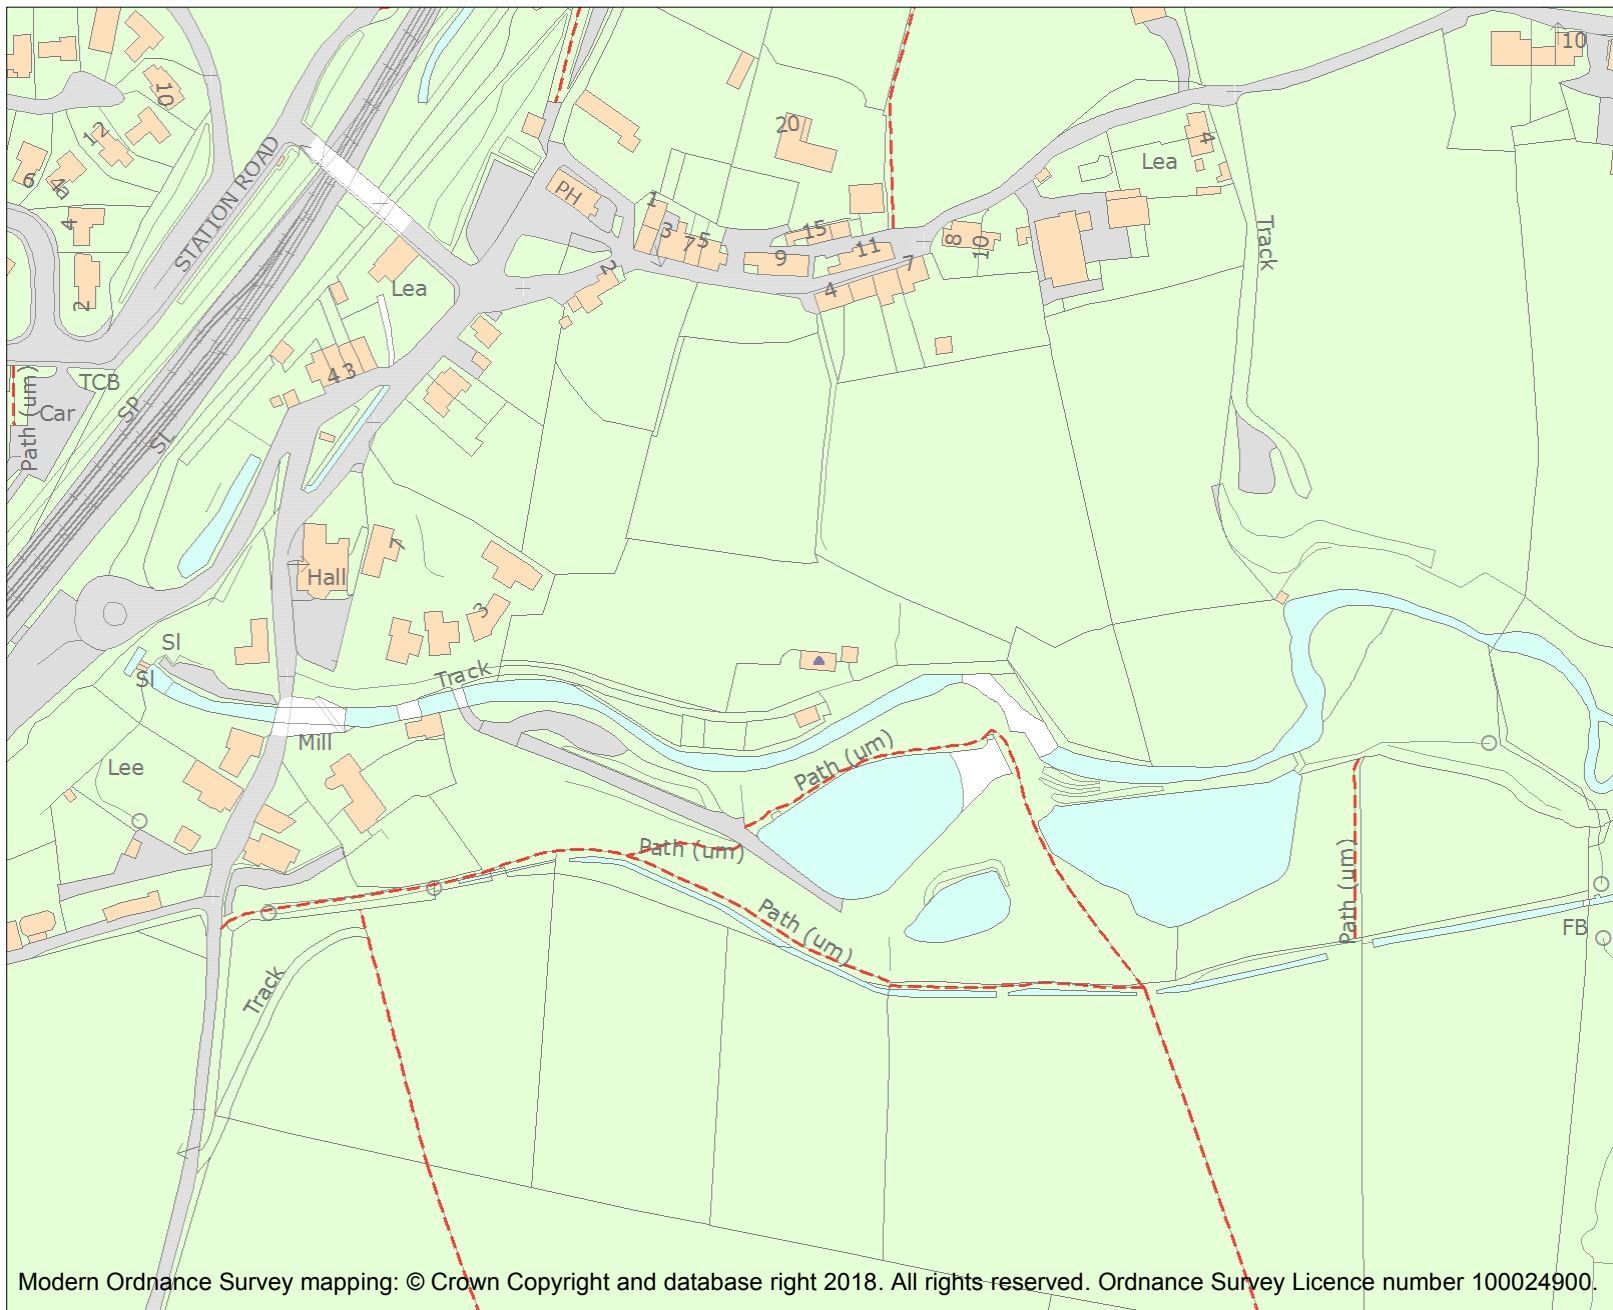 10
10
12
20
4
6
4a
Lea
PH
STATION ROAD
1
4
3
7
5
15
8
10
Track
11
9
7
2
2
Lea
4
4
3
TCB
Path (um)
Car
SP
SL
7
Hall
3
Sl
Track
Sl
Mill
Path (um)
Lee
Path (um)
Path (um)
Path (um)
FB
Track
Modern Ordnance Survey mapping: © Crown Copyright and database right 2018. All rights reserved. Ordnance Survey Licence number 100024900.